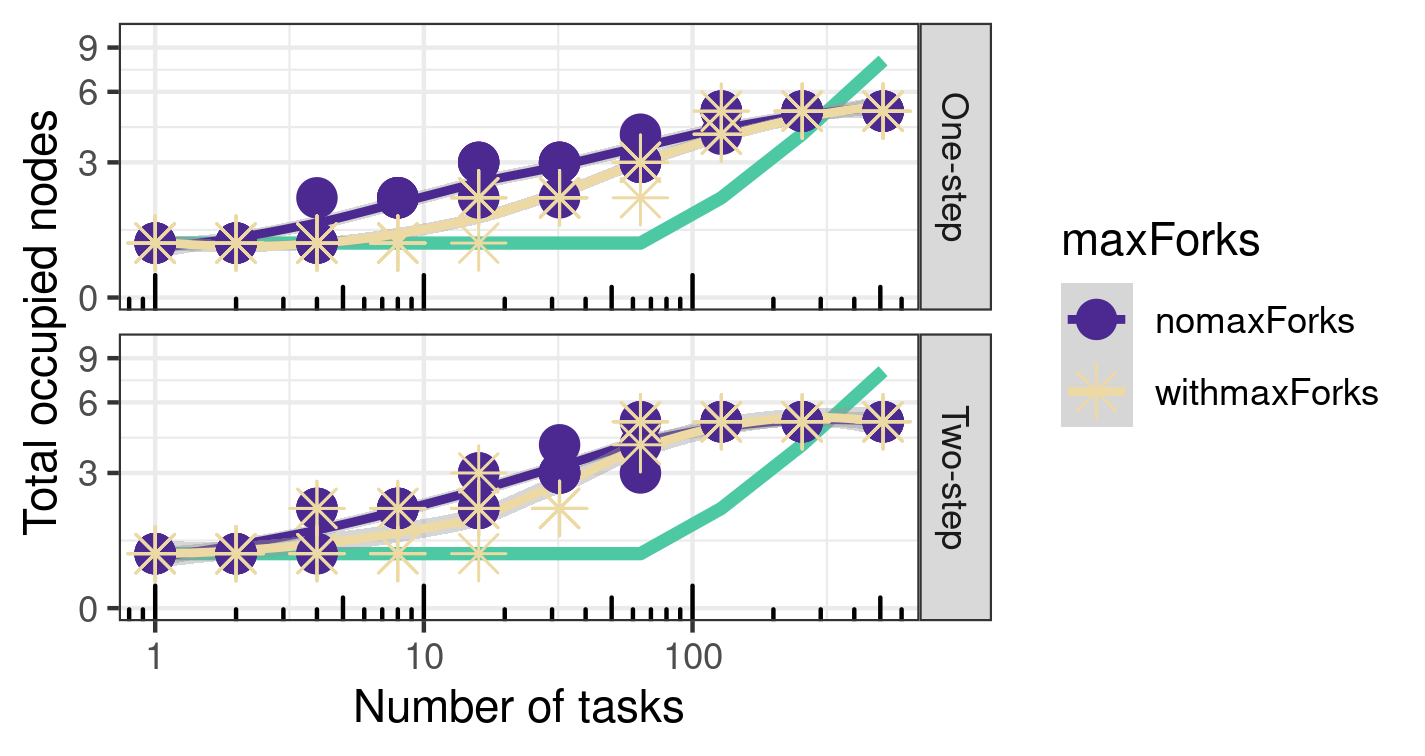 Total occupied nodes
9
6
3
0
One-step
9
6
3
0
Two-step
1 10 100
Number of tasks
maxForks
nomaxForks
withmaxForks